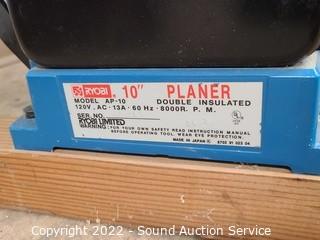 RYOBI 10" PLANER
MODEL AP-10 DOUBLE INSULATED
120V, AC · 13A · 60 Hz · 8000R. P. M.
SER. NO.
RYOBI LIMITED
WARNING: FOR YOUR OWN SAFETY READ INSTRUCTION MANUAL
BEFORE OPERATING TOOL. WEAR EYE PROTECTION.
MADE IN JAPAN
Copyright 2022 - Sound Auction Service